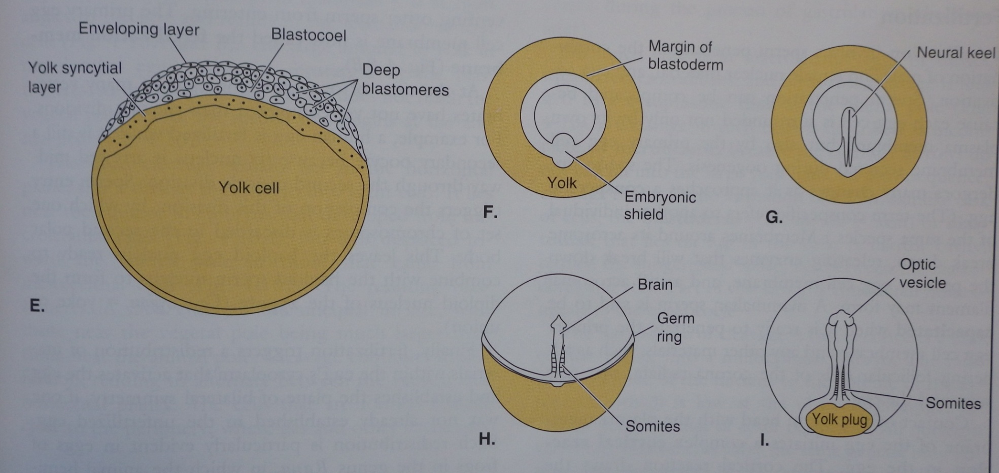 Enveloping layer
Blastocoel
Yolk syncytial
layer
Deep
blastomeres
Yolk cell
E.
Margin of
blastoderm
Yolk
Embryonic
shield
F.
Neural keel
G.
Brain
Germ
ring
Somites
H.
Optic
vesicle
Somites
Yolk plug
I.